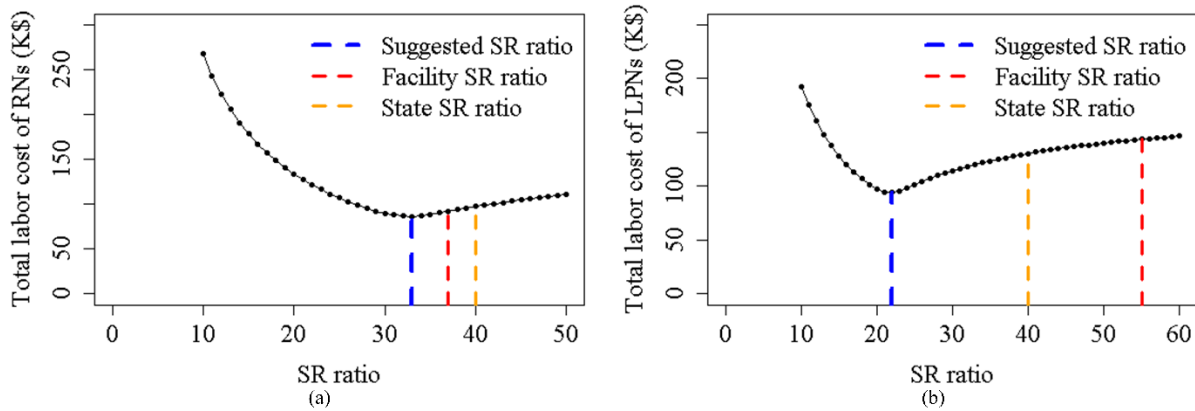 Total labor cost of RNs (K$)
0 50 150 250
Suggested SR ratio
Facility SR ratio
State SR ratio
0 10 20 30 40 50
SR ratio
(a)
Total labor cost of LPNs (K$)
0 50 100 200
Suggested SR ratio
Facility SR ratio
State SR ratio
0 10 20 30 40 50 60
SR ratio
(b)